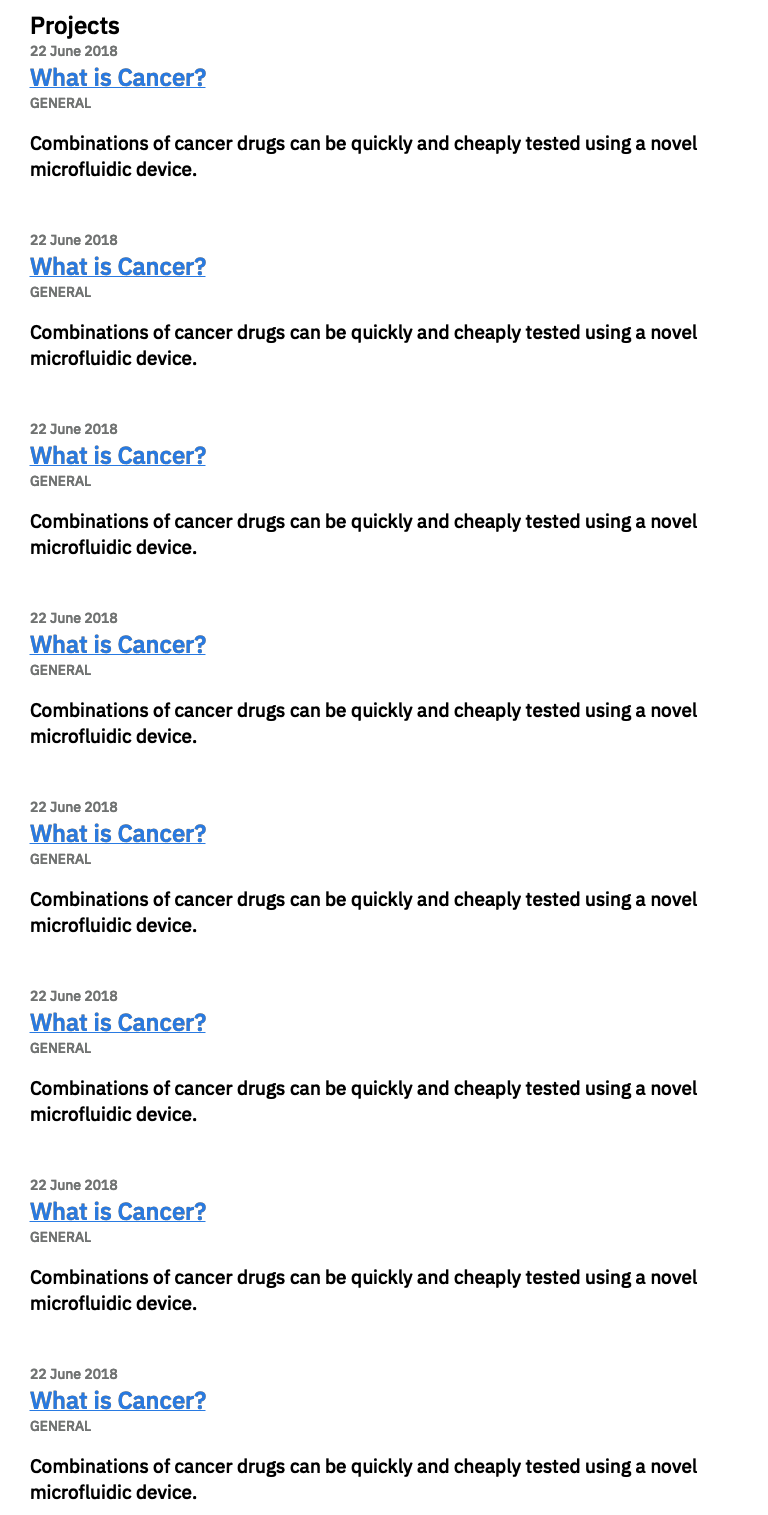 Projects
22 June 2018
What is Cancer?
GENERAL
Combinations of cancer drugs can be quickly and cheaply tested using a novel
microfluidic device.
22 June 2018
What is Cancer?
GENERAL
Combinations of cancer drugs can be quickly and cheaply tested using a novel
microfluidic device.
22 June 2018
What is Cancer?
GENERAL
Combinations of cancer drugs can be quickly and cheaply tested using a novel
microfluidic device.
22 June 2018
What is Cancer?
GENERAL
Combinations of cancer drugs can be quickly and cheaply tested using a novel
microfluidic device.
22 June 2018
What is Cancer?
GENERAL
Combinations of cancer drugs can be quickly and cheaply tested using a novel
microfluidic device.
22 June 2018
What is Cancer?
GENERAL
Combinations of cancer drugs can be quickly and cheaply tested using a novel
microfluidic device.
22 June 2018
What is Cancer?
GENERAL
Combinations of cancer drugs can be quickly and cheaply tested using a novel
microfluidic device.
22 June 2018
What is Cancer?
GENERAL
Combinations of cancer drugs can be quickly and cheaply tested using a novel
microfluidic device.